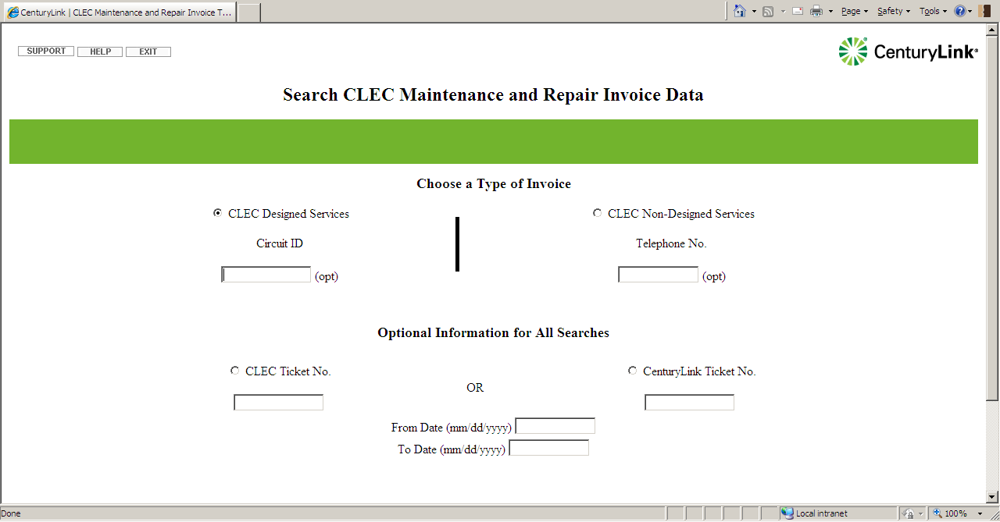 CenturyLink | CLEC Maintenance and Repair Invoice T...
Page Safety Tools
SUPPORT HELP EXIT
CenturyLink®
Search CLEC Maintenance and Repair Invoice Data
Choose a Type of Invoice
CLEC Designed Services CLEC Non-Designed Services
Circuit ID Telephone No.
(opt) (opt)
Optional Information for All Searches
CLEC Ticket No. CenturyLink Ticket No.
OR
From Date (mm/dd/yyyy)
To Date (mm/dd/yyyy)
Done Local intranet 100%